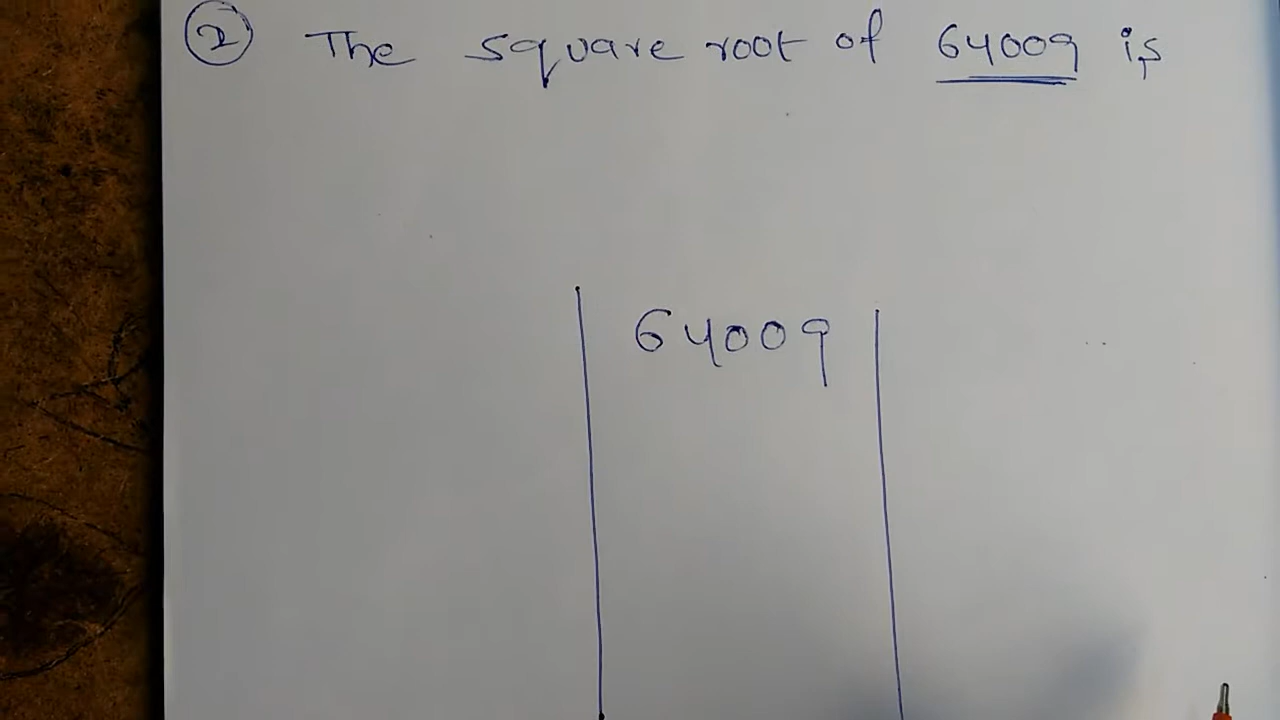 ② The square root of 64009 is
64009